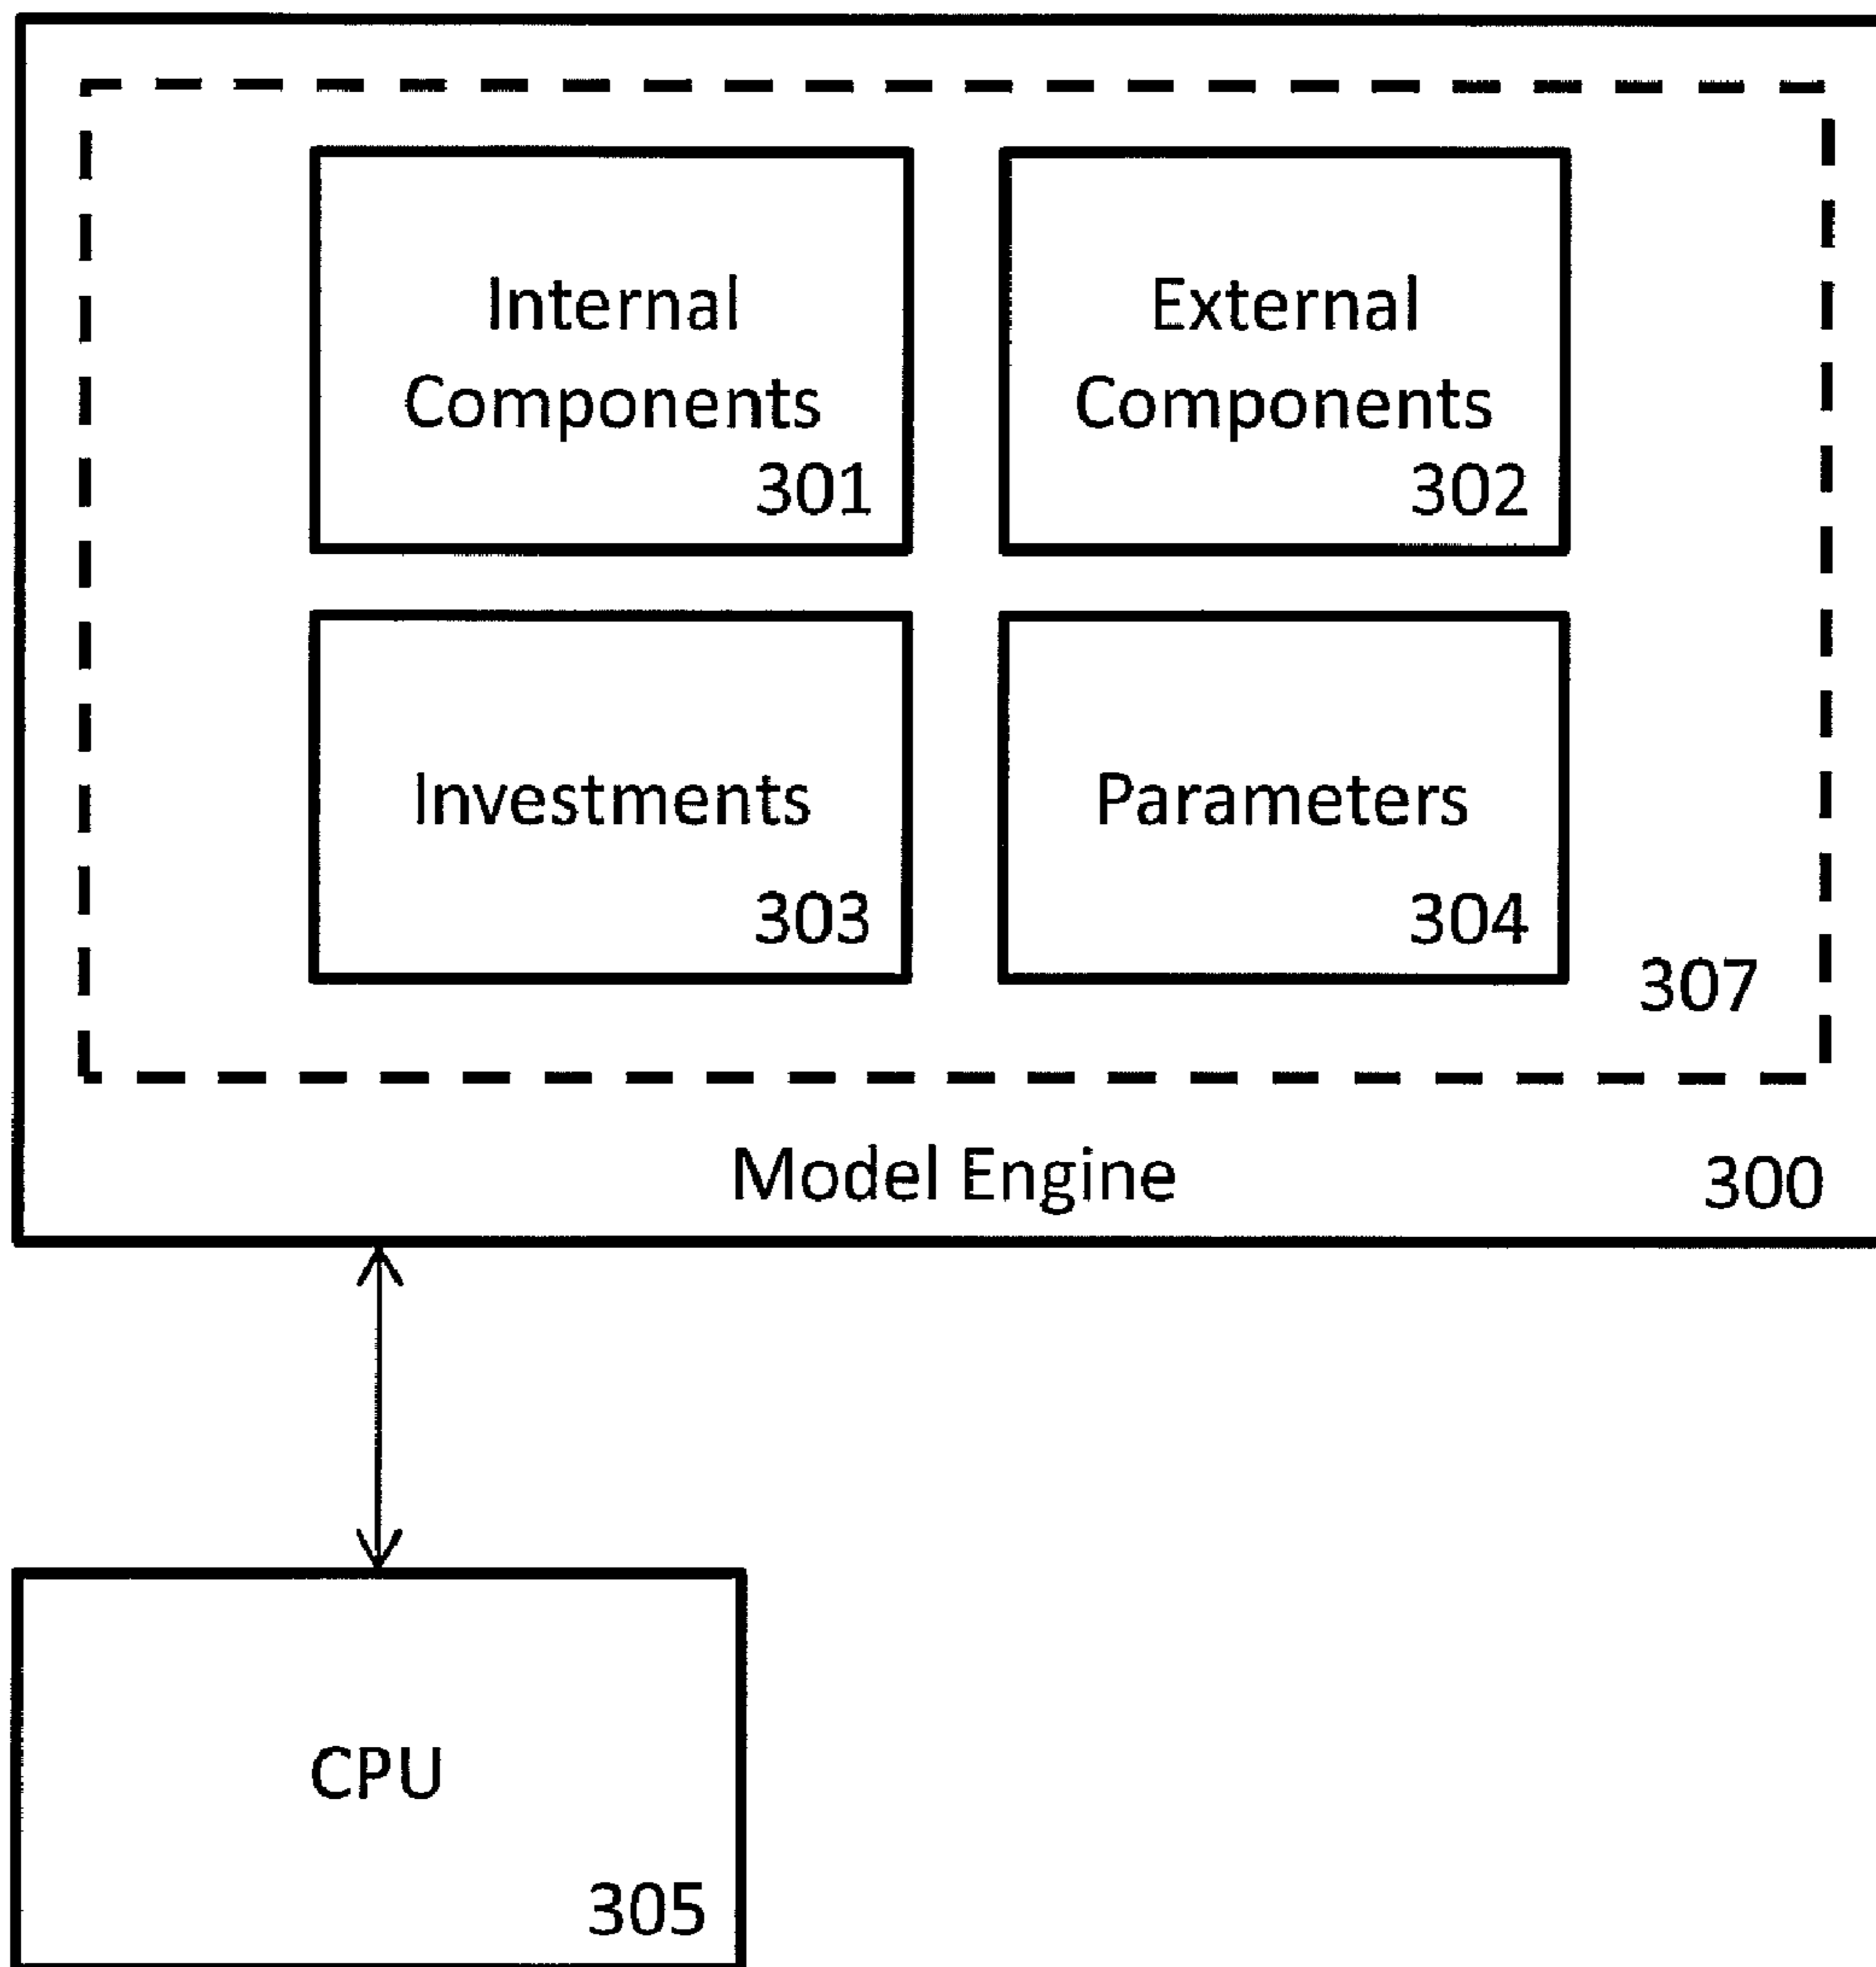 Internal
Components
301
External
Components
302
Investments
303
Parameters
304
307
Model Engine
300
CPU
305